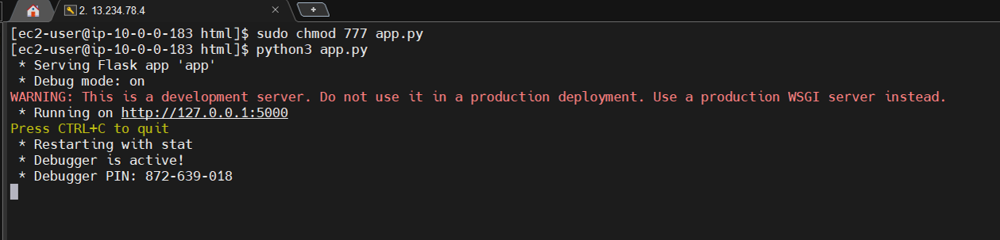 2. 13.234.78.4
[ec2-user@ip-10-0-0-183 html]$ sudo chmod 777 app.py
[ec2-user@ip-10-0-0-183 html]$ python3 app.py
 * Serving Flask app 'app'
 * Debug mode: on
WARNING: This is a development server. Do not use it in a production deployment. Use a production WSGI server instead.
 * Running on http://127.0.0.1:5000
Press CTRL+C to quit
 * Restarting with stat
 * Debugger is active!
 * Debugger PIN: 872-639-018